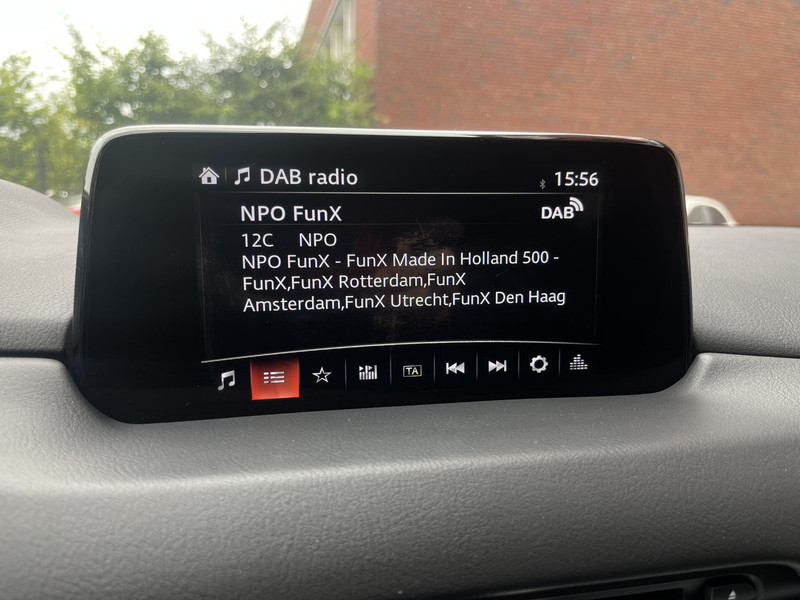 DAB radio 15:56
NPO FunX DAB
12C NPO
NPO FunX - FunX Made In Holland 500 -
FunX,FunX Rotterdam,FunX
Amsterdam,FunX Utrecht,FunX Den Haag
TA